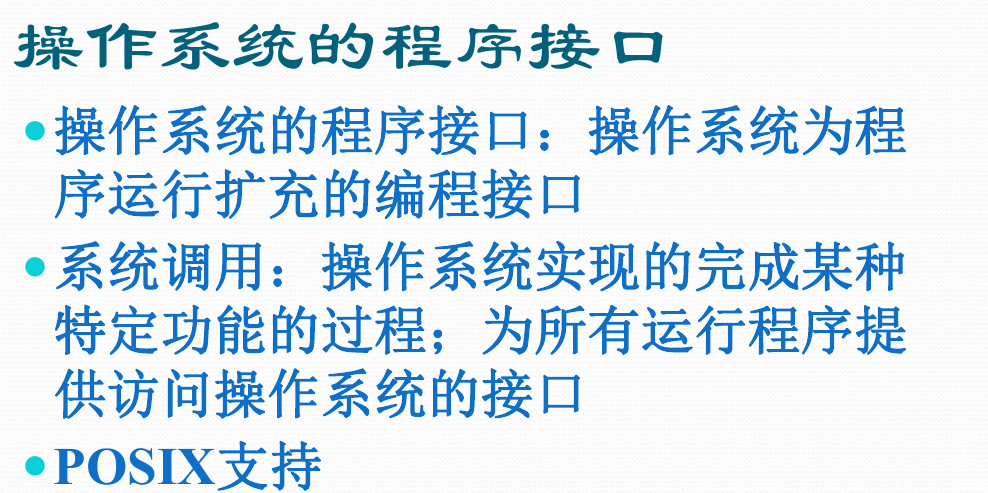 操作系统的程序接口
•操作系统的程序接口：操作系统为程
序运行扩充的编程接口
•系统调用：操作系统实现的完成某种
特定功能的过程；为所有运行程序提
供访问操作系统的接口
•POSIX支持